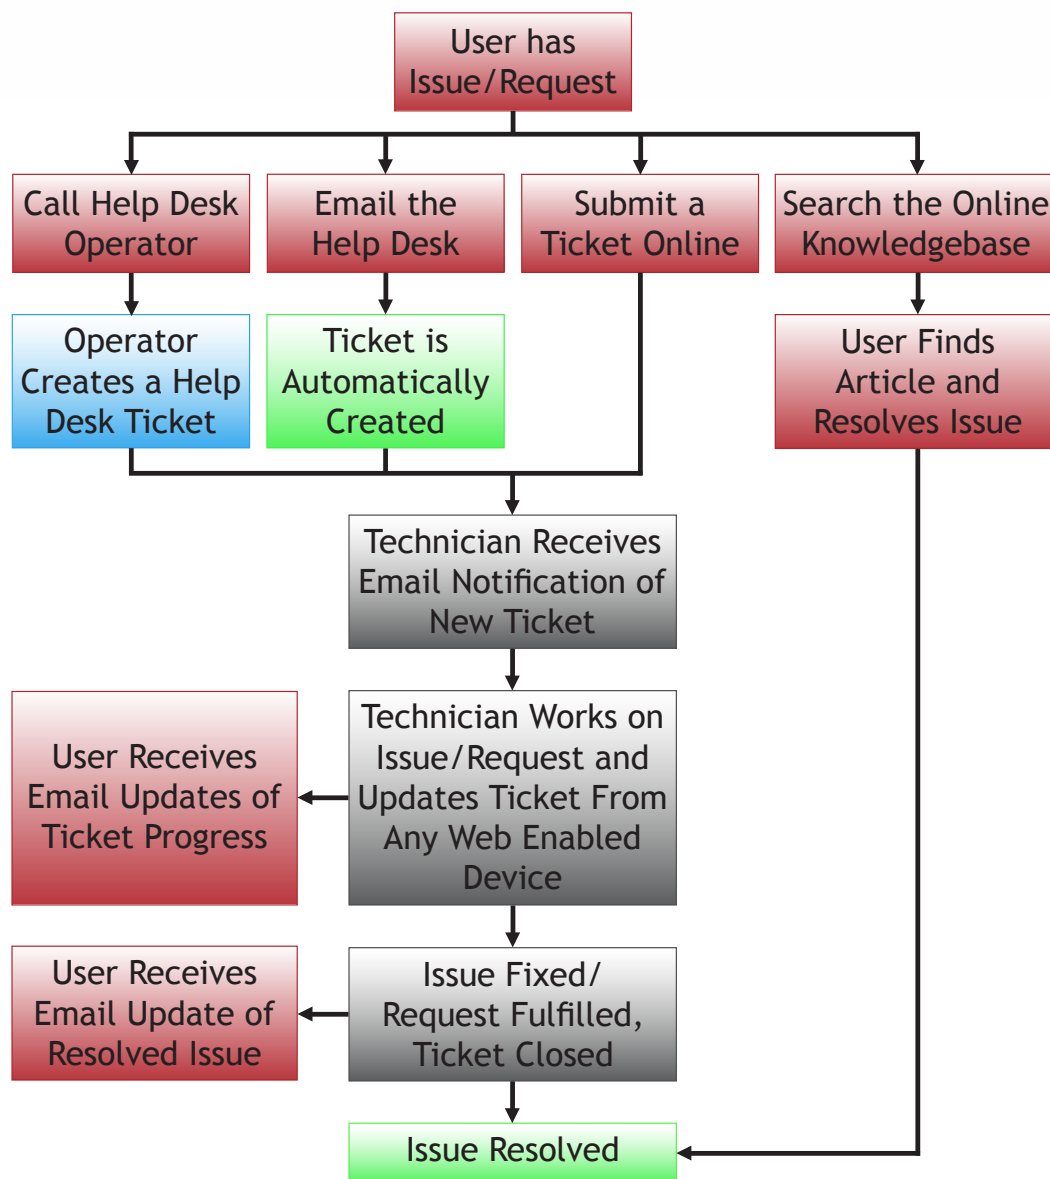 User has
Issue/Request
Call Help Desk
Operator
Email the
Help Desk
Submit a
Ticket Online
Search the Online
Knowledgebase
Operator
Creates a Help
Desk Ticket
Ticket is
Automatically
Created
User Finds
Article and
Resolves Issue
Technician Receives
Email Notification of
New Ticket
Technician Works on
Issue/Request and
Updates Ticket From
Any Web Enabled
Device
User Receives
Email Updates of
Ticket Progress
Issue Fixed/
Request Fulfilled,
Ticket Closed
User Receives
Email Update of
Resolved Issue
Issue Resolved